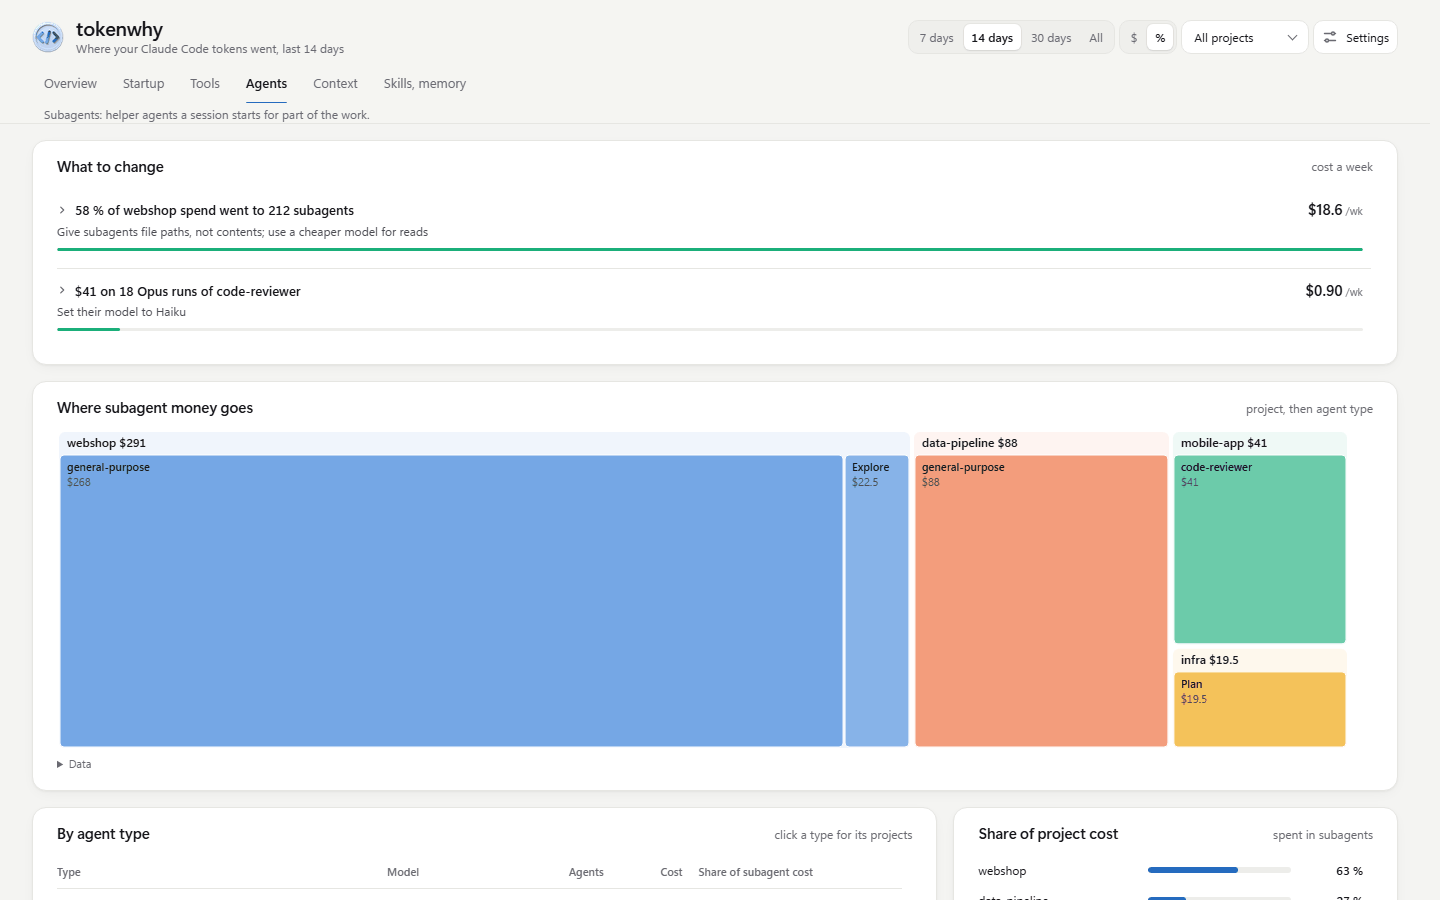 tokenwhy
Where your Claude Code tokens went, last 14 days
7 days 14 days 30 days All $ % All projects Settings
Overview Startup Tools Agents Context Skills, memory
Subagents: helper agents a session starts for part of the work.
What to change cost a week
58 % of webshop spend went to 212 subagents $18.6 /wk
Give subagents file paths, not contents; use a cheaper model for reads
$41 on 18 Opus runs of code-reviewer $0.90 /wk
Set their model to Haiku
Where subagent money goes project, then agent type
webshop $291 data-pipeline $88 mobile-app $41
general-purpose Explore general-purpose code-reviewer
$268 $22.5 $88 $41
infra $19.5
Plan
$19.5
Data
By agent type click a type for its projects
Type Model Agents Cost Share of subagent cost
Share of project cost spent in subagents
webshop 63 %
data-pipeline 27 %